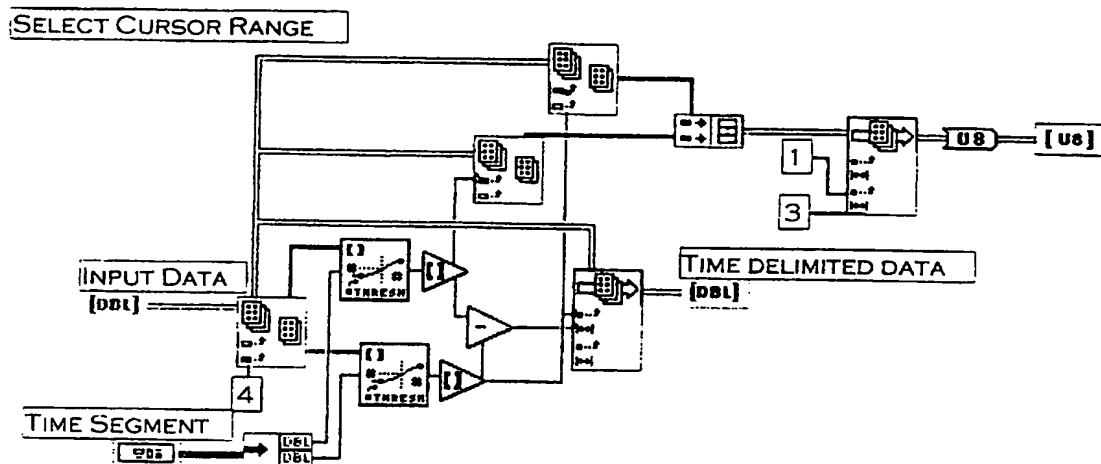 SELECT CURSOR RANGE
U8
[U8]
1
3
INPUT DATA
[DBL]
TIME DELIMITED DATA
[DBL]
[ ]
[ ]
-
[ ]
[ ]
4
TIME SEGMENT
DBL
DBL